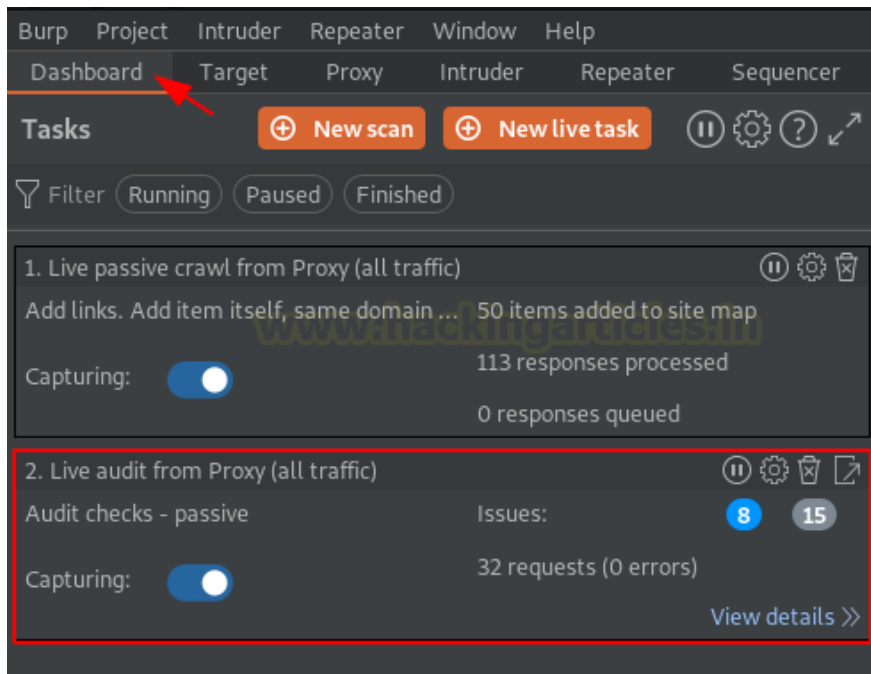 Burp Project Intruder Repeater Window Help
Dashboard Target Proxy Intruder Repeater Sequencer
Tasks New scan New live task
Filter Running Paused Finished
1. Live passive crawl from Proxy (all traffic)
Add links. Add item itself, same domain ... 50 items added to site map
www.hackingarticles.in
113 responses processed
Capturing:
0 responses queued
2. Live audit from Proxy (all traffic)
Audit checks - passive Issues: 8 15
32 requests (0 errors)
Capturing:
View details